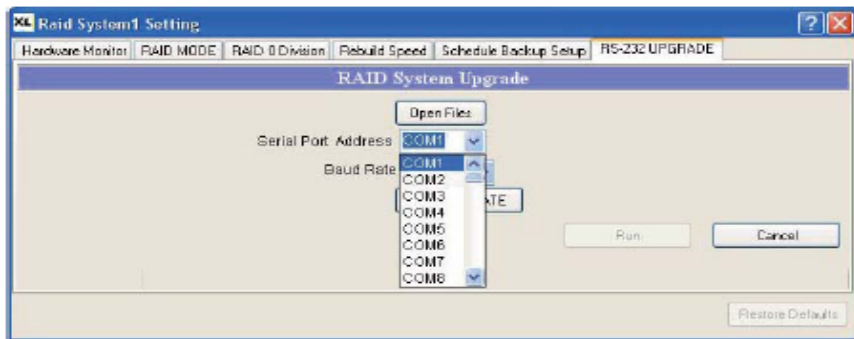 XL Raid System1 Setting
Hardware Monitor RAID MODE RAID 0 Division Rebuild Speed Schedule Backup Setup RS-232 UPGRADE
RAID System Upgrade
Open Files
Serial Port Address COM1
Baud Rate
COM1
COM2
COM3
COM4
COM5
COM6
COM7
COM8
ATE
Run
Cancel
Restore Defaults